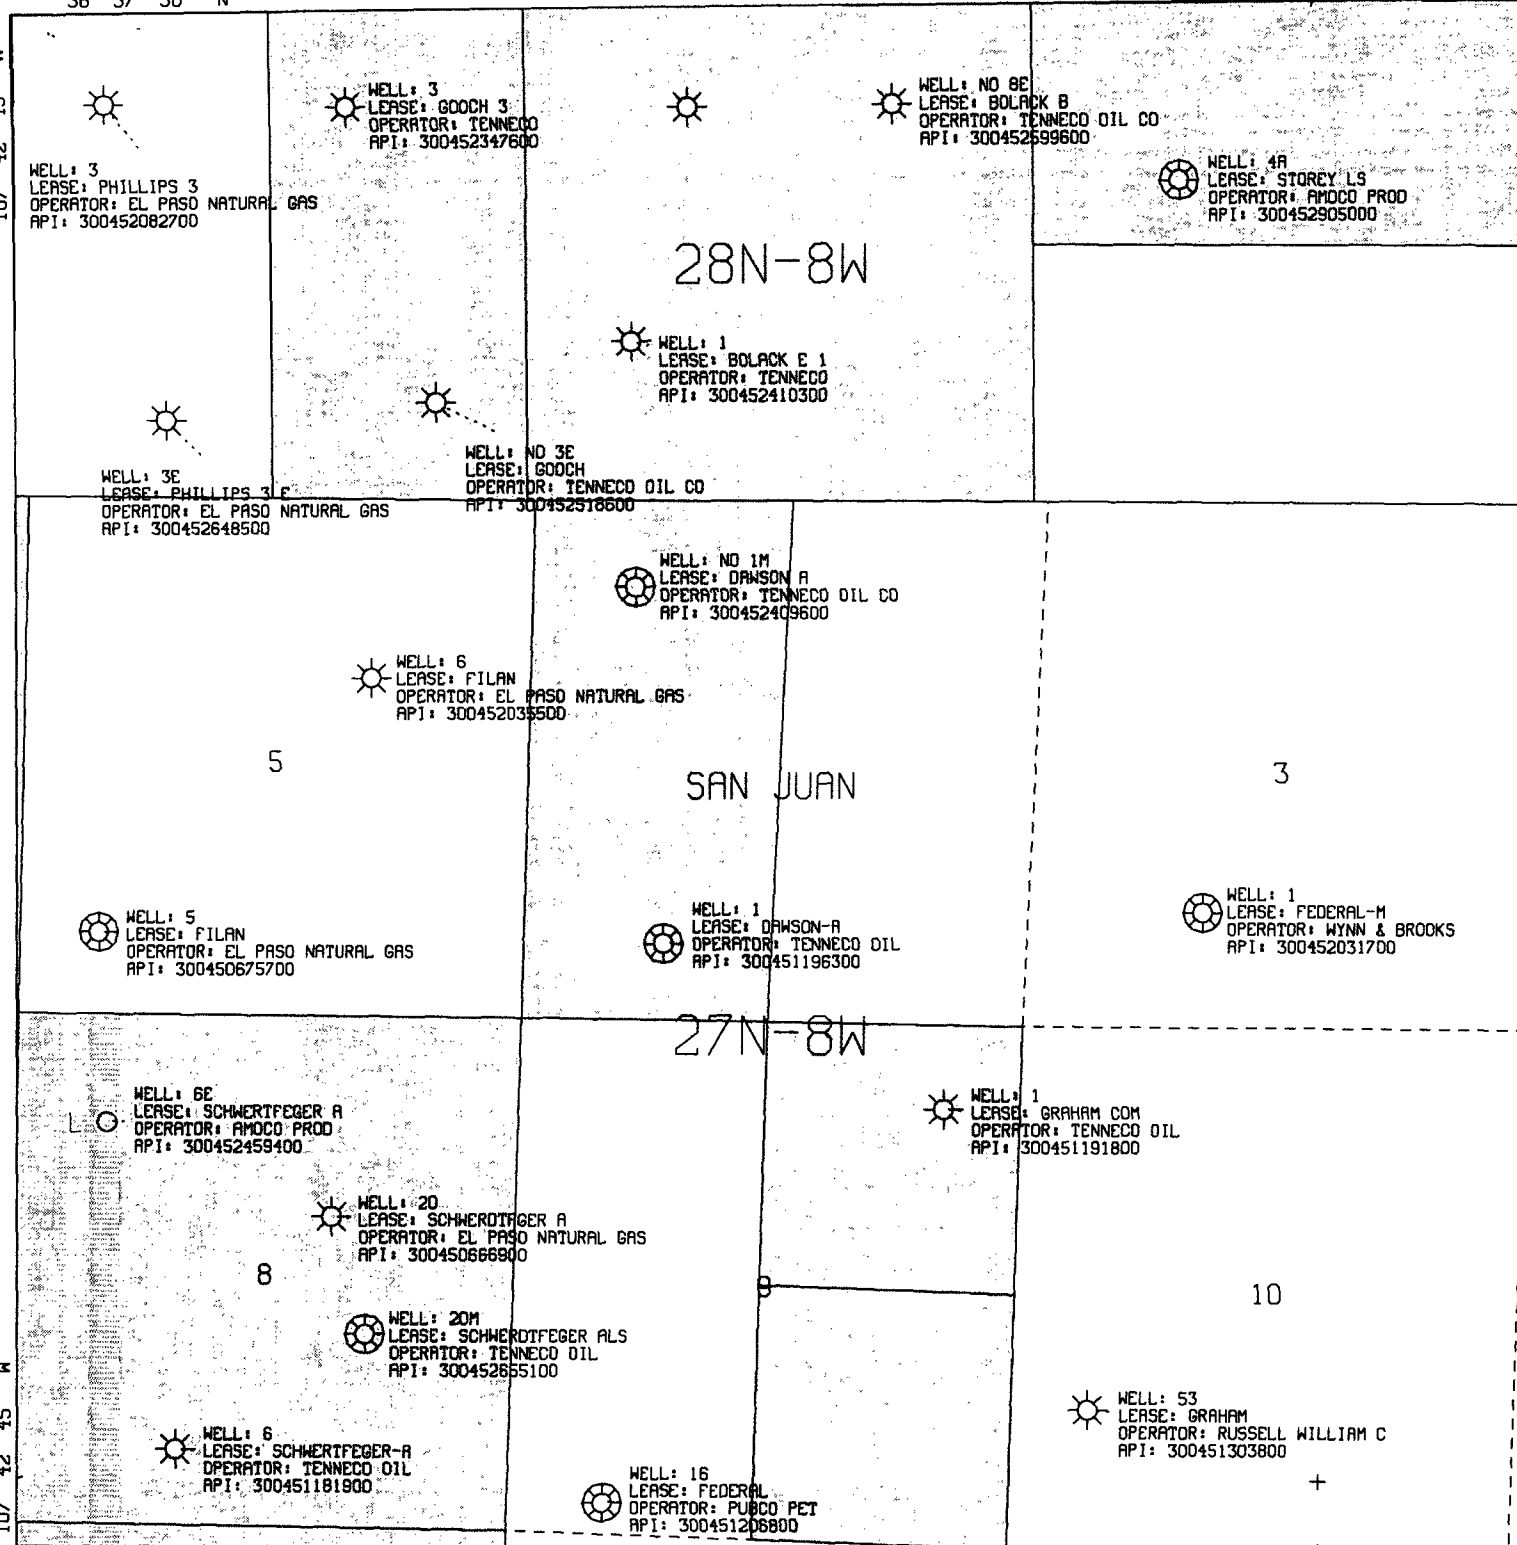 36 37 30 N
WELL: 3
LEASE: PHILLIPS 3
OPERATOR: EL PASO NATURAL GAS
API: 300452082700
WELL: 3
LEASE: GOOCH 3
OPERATOR: TENNECO
API: 300452347600
WELL: NO 8E
LEASE: BOLACK B
OPERATOR: TENNECO OIL CO
API: 300452599600
WELL: 4A
LEASE: STOREY LS
OPERATOR: AMOCO PROD
API: 300452905000
28N-8W
WELL: 1
LEASE: BOLACK E 1
OPERATOR: TENNECO
API: 300452410300
WELL: 3E
LEASE: PHILLIPS 3 E
OPERATOR: EL PASO NATURAL GAS
API: 300452648500
WELL: NO 3E
LEASE: GOOCH
OPERATOR: TENNECO OIL CO
API: 300452518600
WELL: NO 1M
LEASE: DAWSON A
OPERATOR: TENNECO OIL CO
API: 300452409600
WELL: 6
LEASE: FILAN
OPERATOR: EL PASO NATURAL GAS
API: 300452035500
5
SAN JUAN
3
WELL: 5
LEASE: FILAN
OPERATOR: EL PASO NATURAL GAS
API: 300450675700
WELL: 1
LEASE: DAWSON-A
OPERATOR: TENNECO OIL
API: 300451196300
WELL: 1
LEASE: FEDERAL-M
OPERATOR: WYNN & BROOKS
API: 300452031700
27N-8W
L
WELL: 6E
LEASE: SCHWERTFEGER A
OPERATOR: AMOCO PROD
API: 300452459400
WELL: 1
LEASE: GRAHAM COM
OPERATOR: TENNECO OIL
API: 300451191800
WELL: 20
LEASE: SCHWERDTFGER A
OPERATOR: EL PASO NATURAL GAS
API: 300450666900
8
9
10
WELL: 20M
LEASE: SCHWERDTFEGER ALS
OPERATOR: TENNECO OIL
API: 300452655100
WELL: 6
LEASE: SCHWERTFEGER-A
OPERATOR: TENNECO OIL
API: 300451181900
WELL: 53
LEASE: GRAHAM
OPERATOR: RUSSELL WILLIAM C
API: 300451303800
WELL: 16
LEASE: FEDERAL
OPERATOR: PUBCO PET
API: 300451206800
107 42 45 W